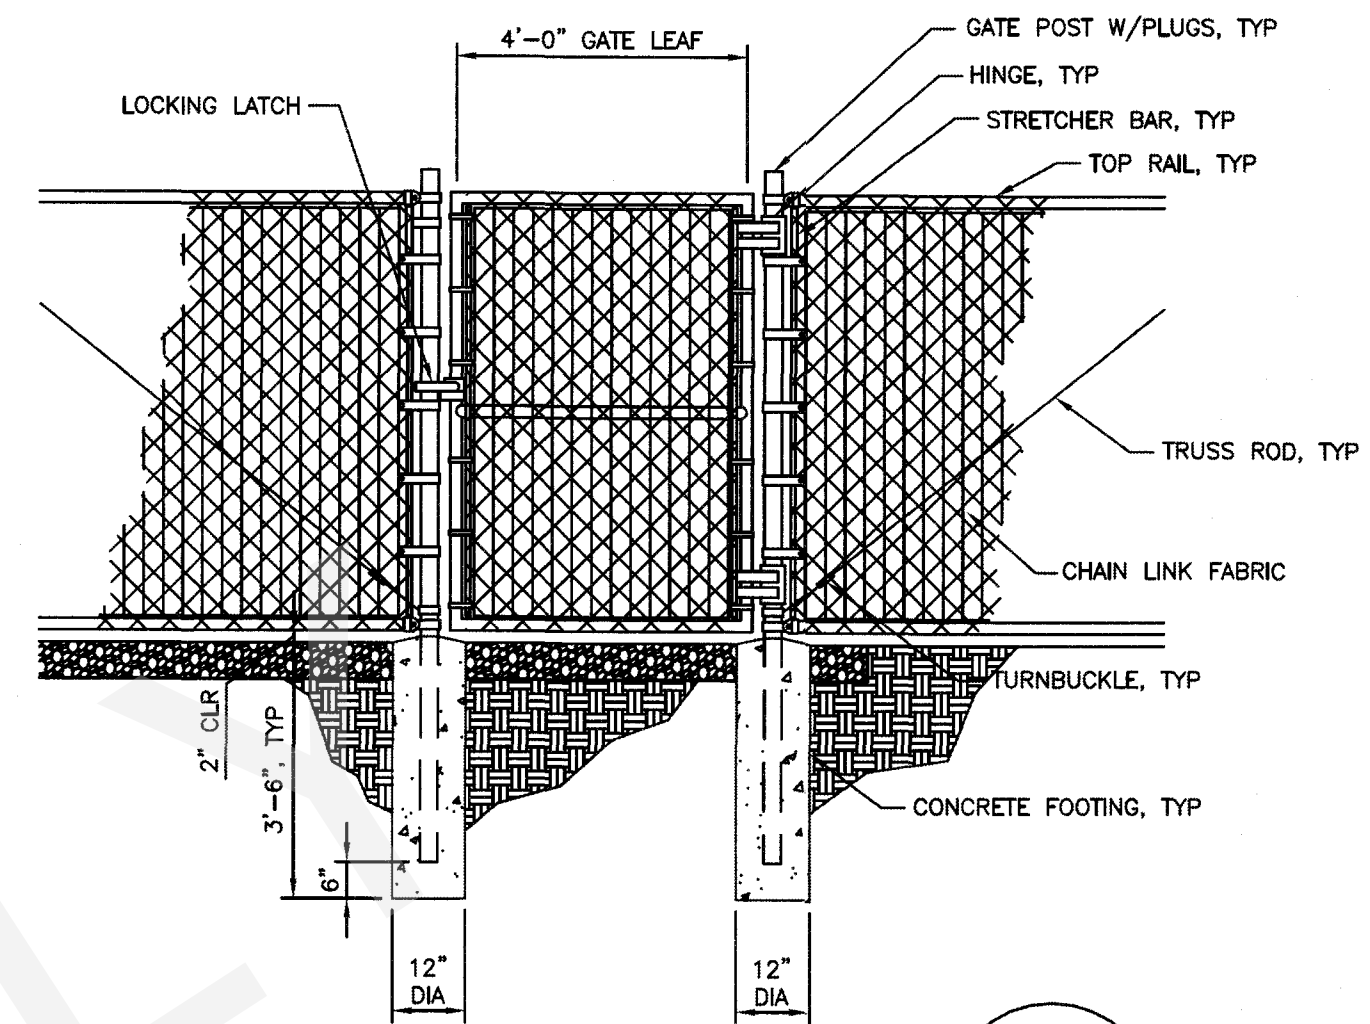 4'-0" GATE LEAF
GATE POST W/PLUGS, TYP
HINGE, TYP
LOCKING LATCH
STRETCHER BAR, TYP
TOP RAIL, TYP
TRUSS ROD, TYP
CHAIN LINK FABRIC
TURNBUCKLE, TYP
2" CLR
3'-6", TYP
CONCRETE FOOTING, TYP
6"
12"
DIA
12"
DIA